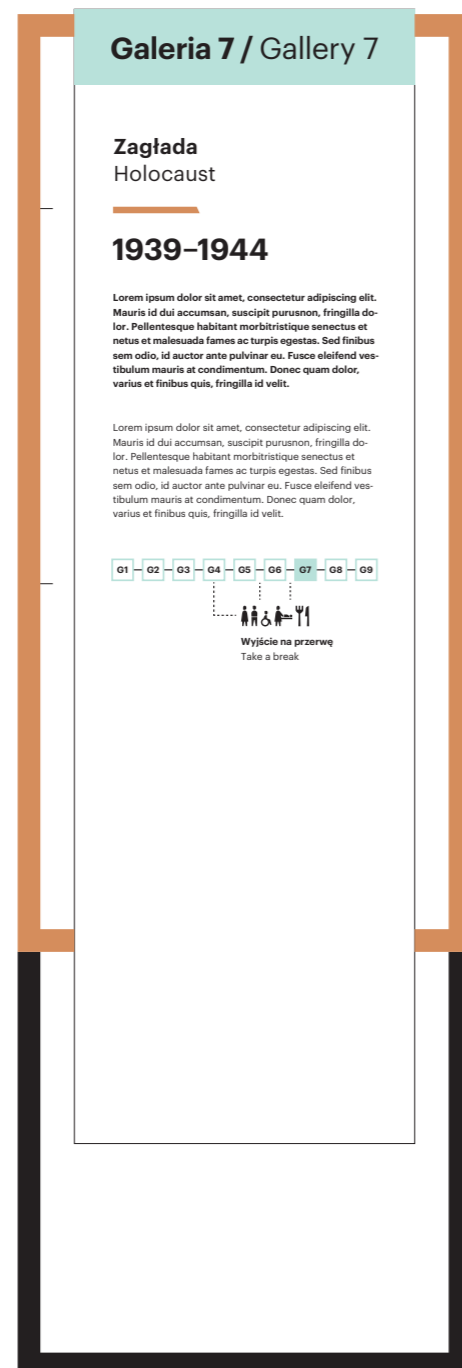 Galeria 7 / Gallery 7
Zagłada
Holocaust
1939–1944
Lorem ipsum dolor sit amet, consectetur adipiscing elit.
Mauris id dui accumsan, suscipit purusnon, fringilla do-
lor. Pellentesque habitant morbitristique senectus et
netus et malesuada fames ac turpis egestas. Sed finibus
sem odio, id auctor ante pulvinar eu. Fusce eleifend ves-
tibulum mauris at condimentum. Donec quam dolor,
varius et finibus quis, fringilla id velit.
Lorem ipsum dolor sit amet, consectetur adipiscing elit.
Mauris id dui accumsan, suscipit purusnon, fringilla do-
lor. Pellentesque habitant morbitristique senectus et
netus et malesuada fames ac turpis egestas. Sed finibus
sem odio, id auctor ante pulvinar eu. Fusce eleifend ves-
tibulum mauris at condimentum. Donec quam dolor,
varius et finibus quis, fringilla id velit.
G1 G2 G3 G4 G5 G6 G7 G8 G9
Wyjście na przerwę
Take a break